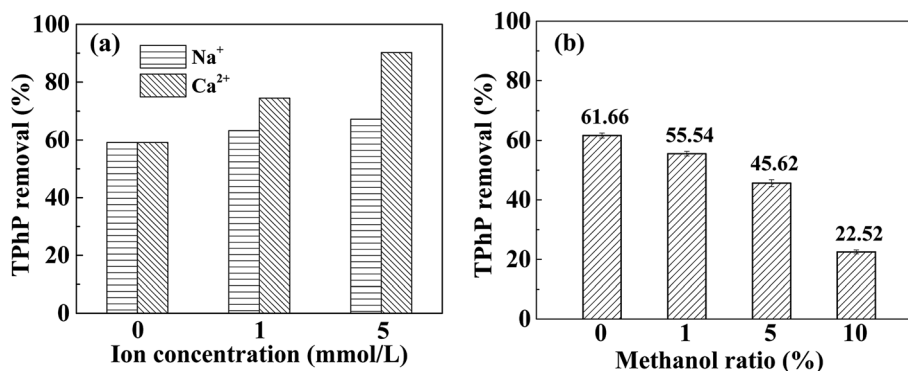 (a)
Na⁺
Ca²⁺
TPhP removal (%)
100
80
60
40
20
0
0 1 5
Ion concentration (mmol/L)
(b)
TPhP removal (%)
100
80
60
40
20
0
61.66
55.54
45.62
22.52
0 1 5 10
Methanol ratio (%)